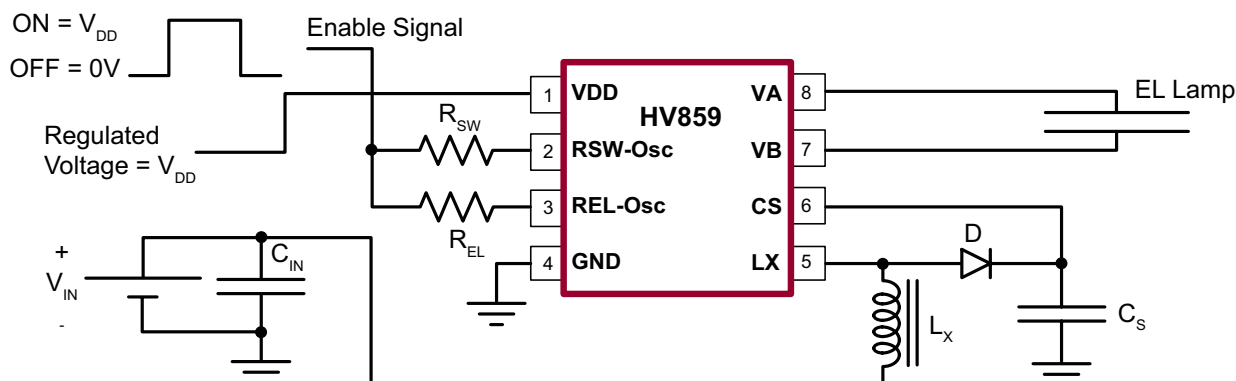 ON = VDD
OFF = 0V
Enable Signal
Regulated
Voltage = VDD
RSW
REL
1 VDD
2 RSW-Osc
3 REL-Osc
4 GND
HV859
VA 8
VB 7
CS 6
LX 5
EL Lamp
D
+
VIN
-
CIN
LX
CS